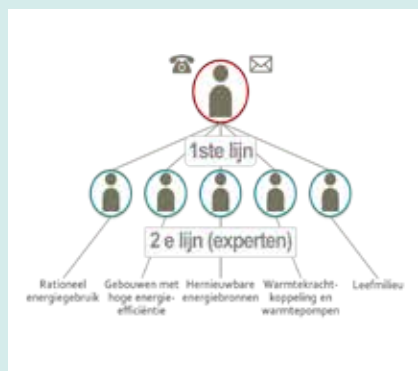 1ste lijn
2 e lijn (experten)
Rationeel
energiegebruik
Gebouwen met
hoge energie-
efficiëntie
Hernieuwbare
energiebronnen
Warmtekracht-
koppeling en
warmtepompen
Leefmilieu